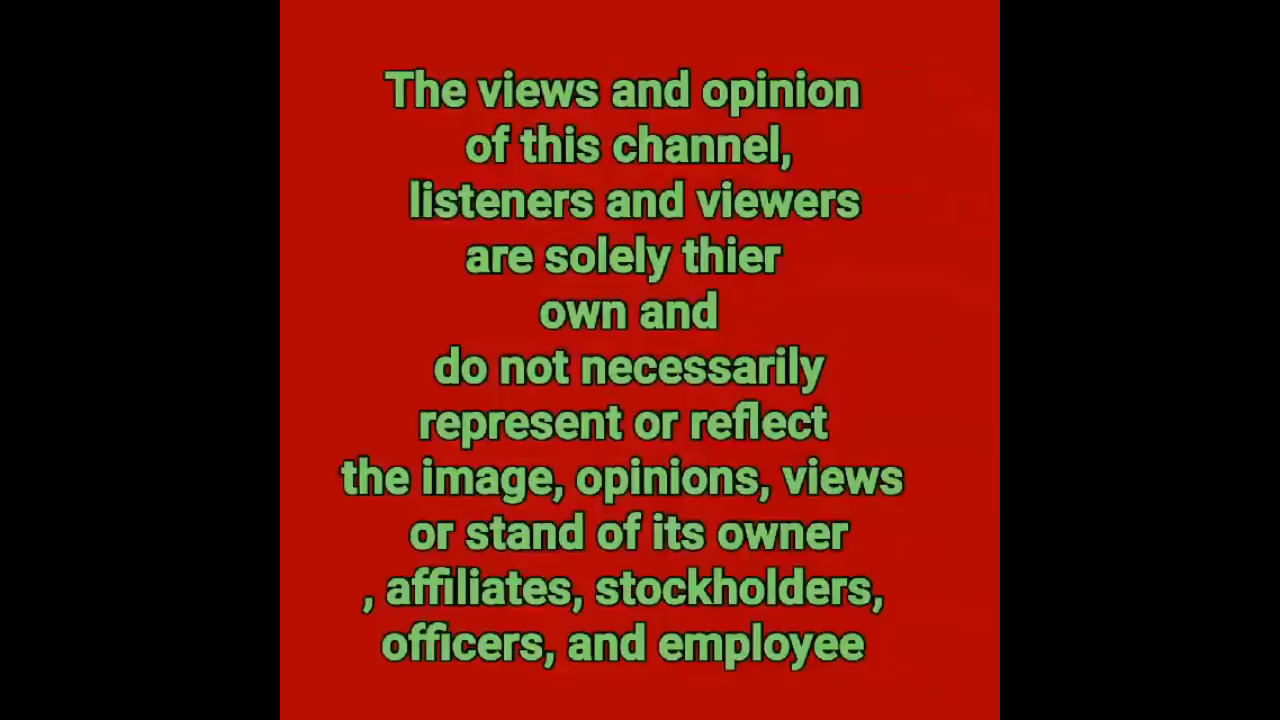 The views and opinion
of this channel,
listeners and viewers
are solely thier
own and
do not necessarily
represent or reflect
the image, opinions, views
or stand of its owner
, affiliates, stockholders,
officers, and employee